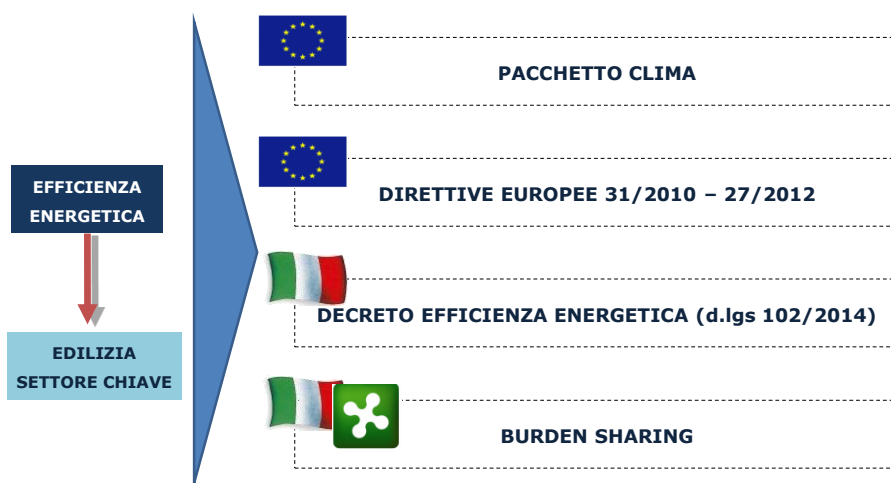 PACCHETTO CLIMA
DIRETTIVE EUROPEE 31/2010 – 27/2012
EFFICIENZA
ENERGETICA
DECRETO EFFICIENZA ENERGETICA (d.lgs 102/2014)
EDILIZIA
SETTORE CHIAVE
BURDEN SHARING